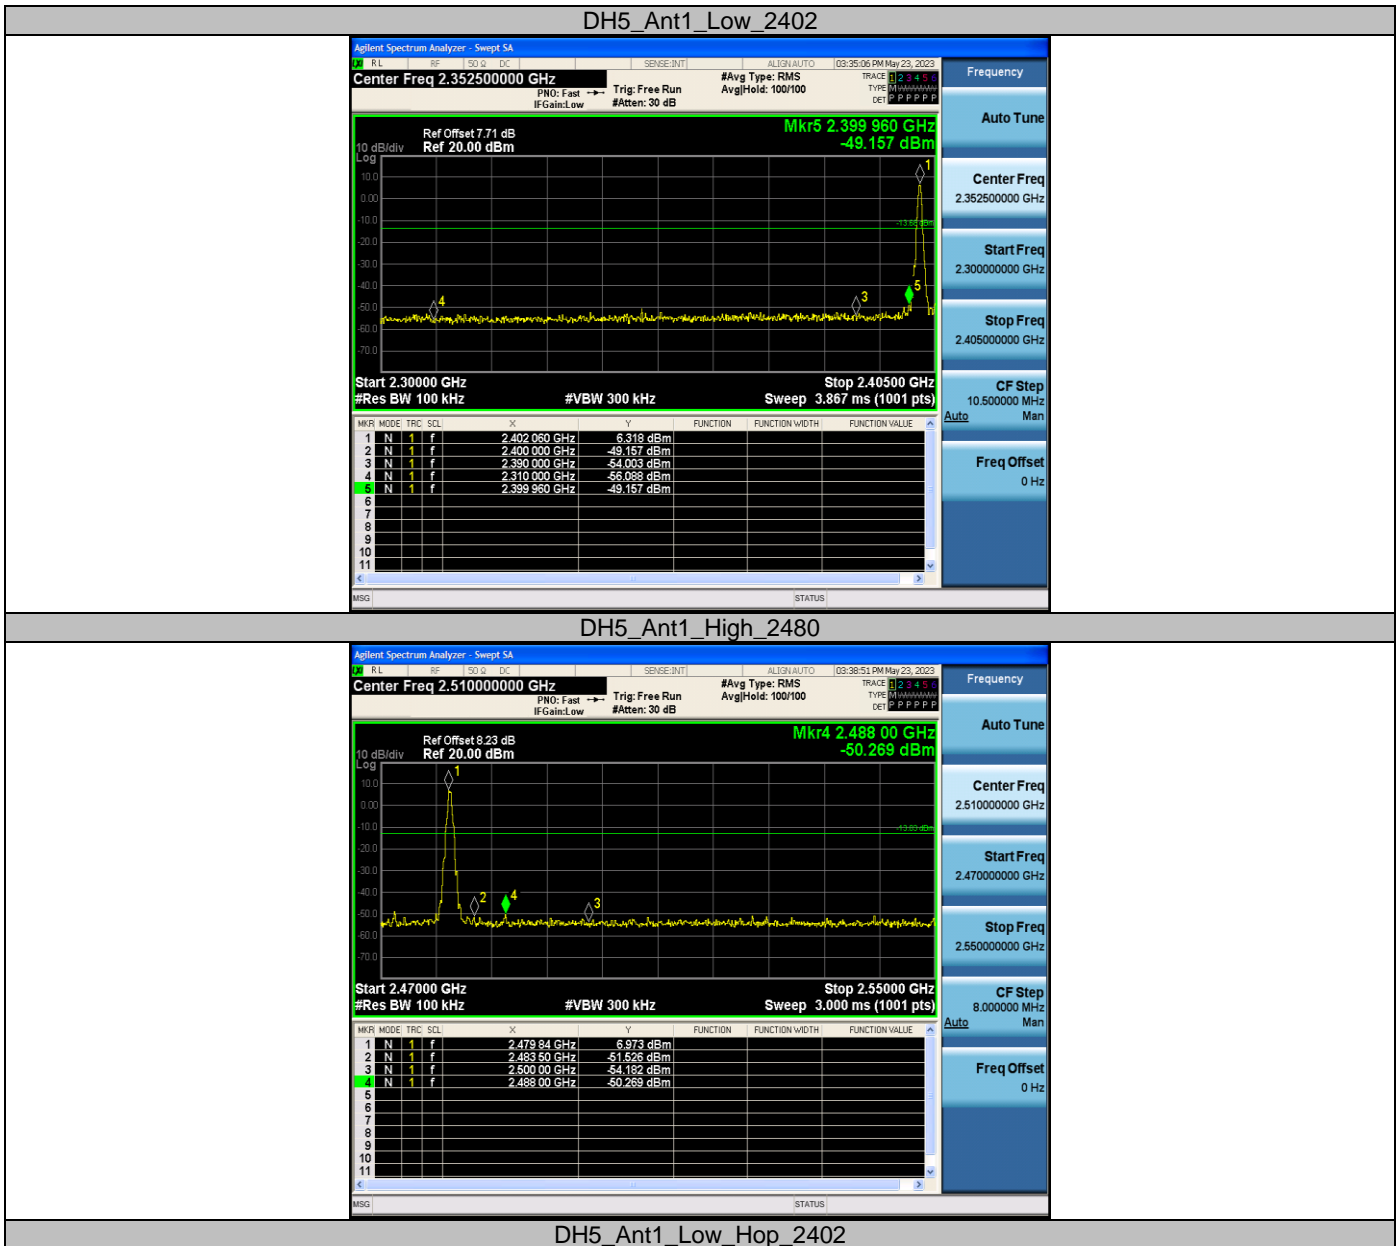 DH5_Ant1_Low_2402
Agilent Spectrum Analyzer - Swept SA
RL RF 50 Ω DC SENSE:INT ALIGNAUTO 03:35:06 PM May 23, 2023
Center Freq 2.352500000 GHz
PNO: Fast
IFGain:Low
Trig: Free Run
#Atten: 30 dB
#Avg Type: RMS
Avg|Hold: 100/100
TRACE 1 2 3 4 5 6
TYPE M WWWWW
DET P P P P P P
Frequency
Auto Tune
Mkr5 2.399 960 GHz
-49.157 dBm
Ref Offset 7.71 dB
10 dB/div Ref 20.00 dBm
Log
10.0
0.00
-10.0
-20.0
-30.0
-40.0
-50.0
-60.0
-70.0
1
3
4
5
Center Freq
2.352500000 GHz
Start Freq
2.300000000 GHz
Stop Freq
2.405000000 GHz
CF Step
10.500000 MHz
Auto Man
Freq Offset
0 Hz
Start 2.30000 GHz Stop 2.40500 GHz
#Res BW 100 kHz #VBW 300 kHz Sweep 3.867 ms (1001 pts)
MKR MODE TRC SCL X Y FUNCTION FUNCTION WIDTH FUNCTION VALUE
1 N 1 f 2.402 060 GHz 6.318 dBm
2 N 1 f 2.400 000 GHz -49.157 dBm
3 N 1 f 2.390 000 GHz -54.003 dBm
4 N 1 f 2.310 000 GHz -56.088 dBm
5 N 1 f 2.399 960 GHz -49.157 dBm
6
7
8
9
10
11
MSG STATUS
DH5_Ant1_High_2480
Agilent Spectrum Analyzer - Swept SA
RL RF 50 Ω DC SENSE:INT ALIGNAUTO 03:38:51 PM May 23, 2023
Center Freq 2.510000000 GHz
PNO: Fast
IFGain:Low
Trig: Free Run
#Atten: 30 dB
#Avg Type: RMS
Avg|Hold: 100/100
TRACE 1 2 3 4 5 6
TYPE M WWWWW
DET P P P P P P
Frequency
Auto Tune
Mkr4 2.488 00 GHz
-50.269 dBm
Ref Offset 8.23 dB
10 dB/div Ref 20.00 dBm
Log
10.0
0.00
-10.0
-20.0
-30.0
-40.0
-50.0
-60.0
-70.0
1
2
4
3
Center Freq
2.510000000 GHz
Start Freq
2.470000000 GHz
Stop Freq
2.550000000 GHz
CF Step
8.000000 MHz
Auto Man
Freq Offset
0 Hz
Start 2.47000 GHz Stop 2.55000 GHz
#Res BW 100 kHz #VBW 300 kHz Sweep 3.000 ms (1001 pts)
MKR MODE TRC SCL X Y FUNCTION FUNCTION WIDTH FUNCTION VALUE
1 N 1 f 2.479 84 GHz 6.973 dBm
2 N 1 f 2.483 50 GHz -51.526 dBm
3 N 1 f 2.500 00 GHz -54.182 dBm
4 N 1 f 2.488 00 GHz -50.269 dBm
5
6
7
8
9
10
11
MSG STATUS
DH5_Ant1_Low_Hop_2402